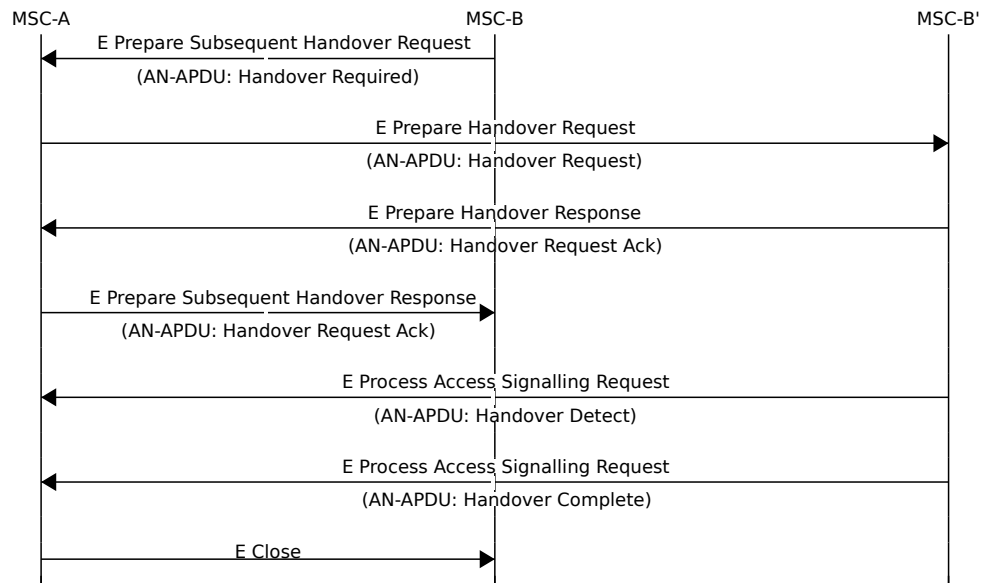 MSC-A MSC-B MSC-B'
E Prepare Subsequent Handover Request
(AN-APDU: Handover Required)
E Prepare Handover Request
(AN-APDU: Handover Request)
E Prepare Handover Response
(AN-APDU: Handover Request Ack)
E Prepare Subsequent Handover Response
(AN-APDU: Handover Request Ack)
E Process Access Signalling Request
(AN-APDU: Handover Detect)
E Process Access Signalling Request
(AN-APDU: Handover Complete)
E Close